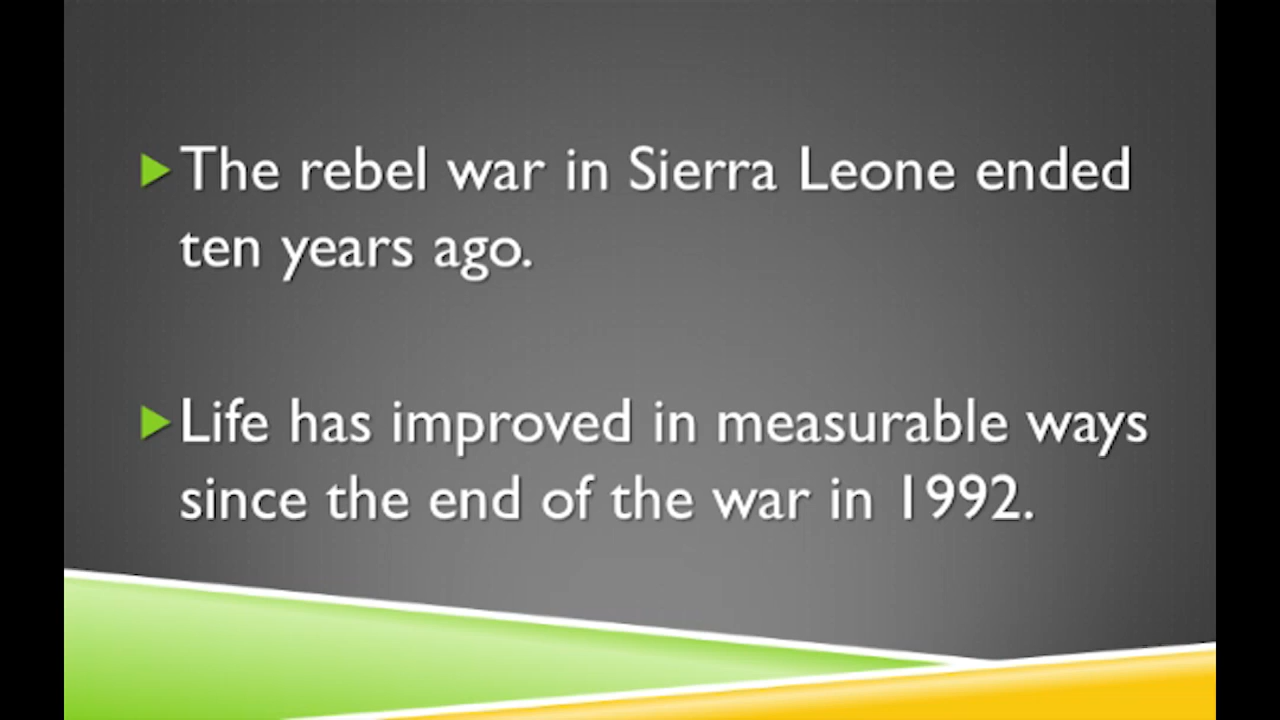 The rebel war in Sierra Leone ended
ten years ago.
Life has improved in measurable ways
since the end of the war in 1992.